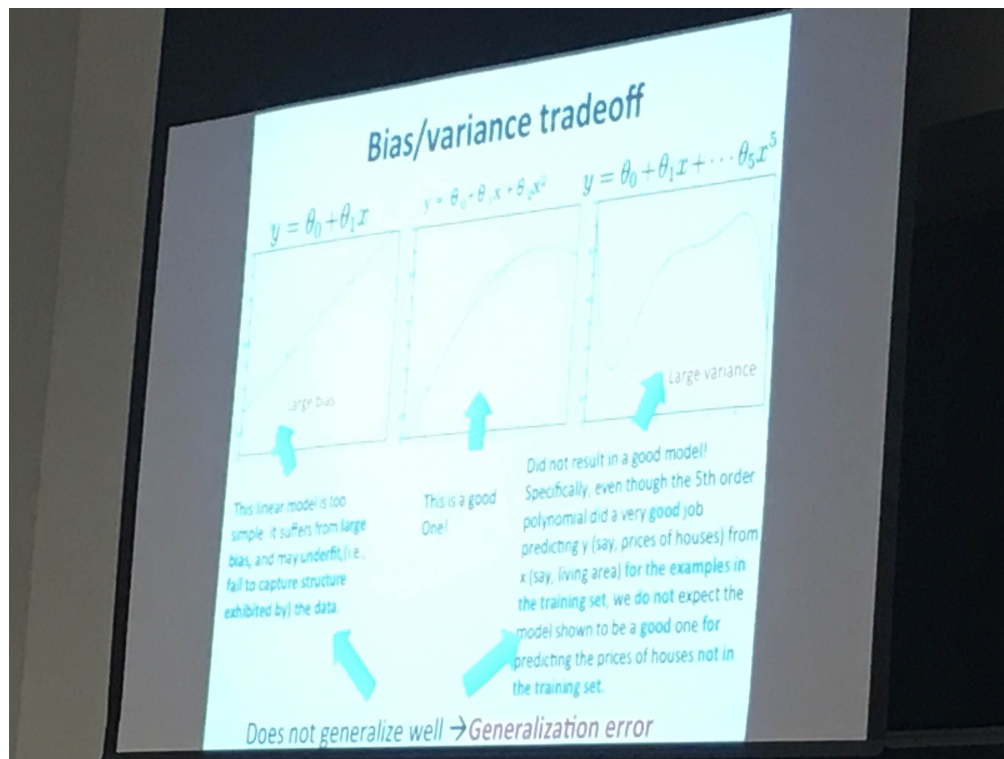 Bias/variance tradeoff
y = θ₀+θ₁x
y = θ₀+θ₁x+θ₂x²
y = θ₀+θ₁x+⋯θ₅x⁵
Large bias
Large variance
This linear model is too
simple it suffers from large
bias, and may underfit,(i.e.,
fail to capture structure
exhibited by) the data.
This is a good
One!
Did not result in a good model!
Specifically, even though the 5th order
polynomial did a very good job
predicting y (say, prices of houses) from
x (say, living area) for the examples in
the training set, we do not expect the
model shown to be a good one for
predicting the prices of houses not in
the training set.
Does not generalize well →Generalization error